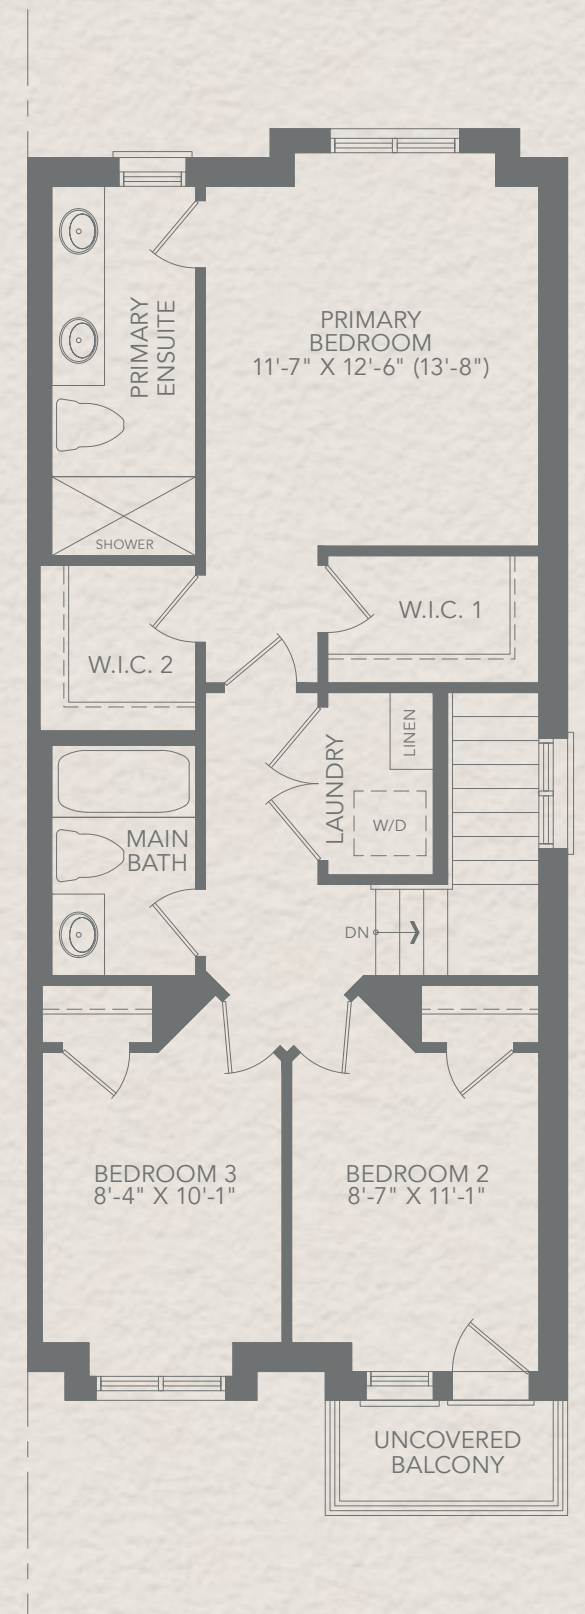 PRIMARY
ENSUITE
PRIMARY
BEDROOM
11'-7" X 12'-6" (13'-8")
SHOWER
W.I.C. 1
W.I.C. 2
LINEN
LAUNDRY
W/D
MAIN
BATH
DN
BEDROOM 3
8'-4" X 10'-1"
BEDROOM 2
8'-7" X 11'-1"
UNCOVERED
BALCONY